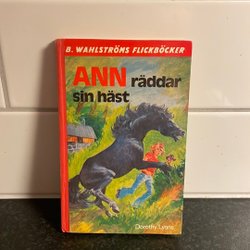 B. WAHLSTRÖMS FLICKBÖCKER
ANN räddar
sin häst
Dorothy Lyons